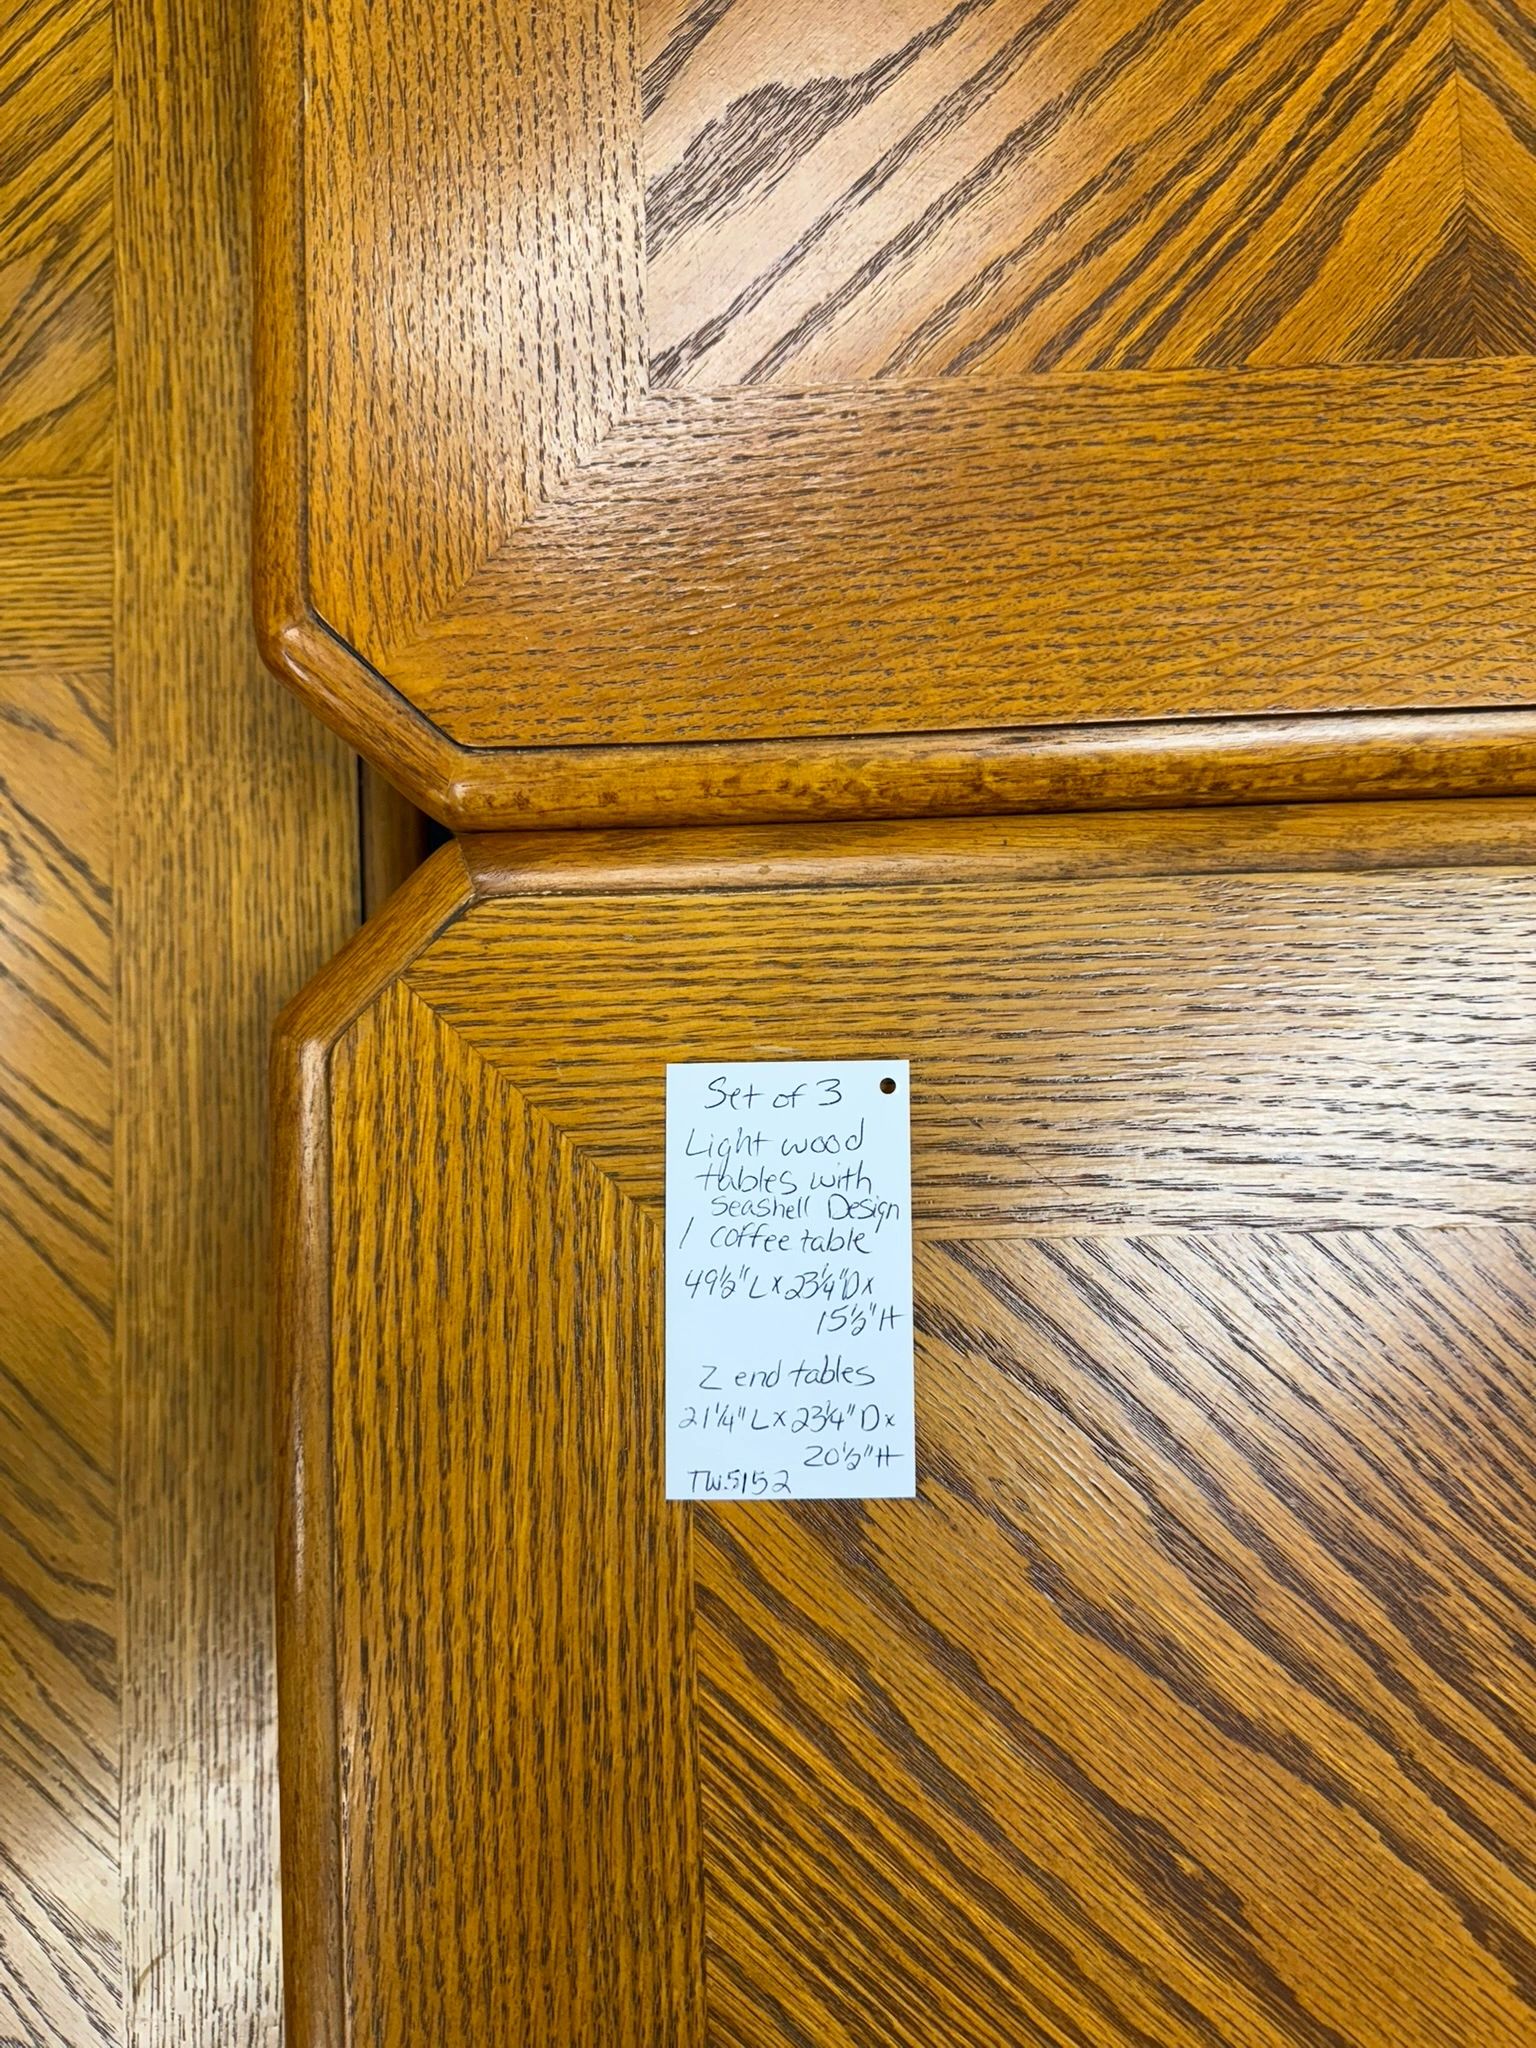 Set of 3
Light wood
tables with
seashell Design
1 coffee table
49½"L x 23¼"D x
15½"H
2 end tables
21¼"L x 23¼"D x
20½"H
TW5152